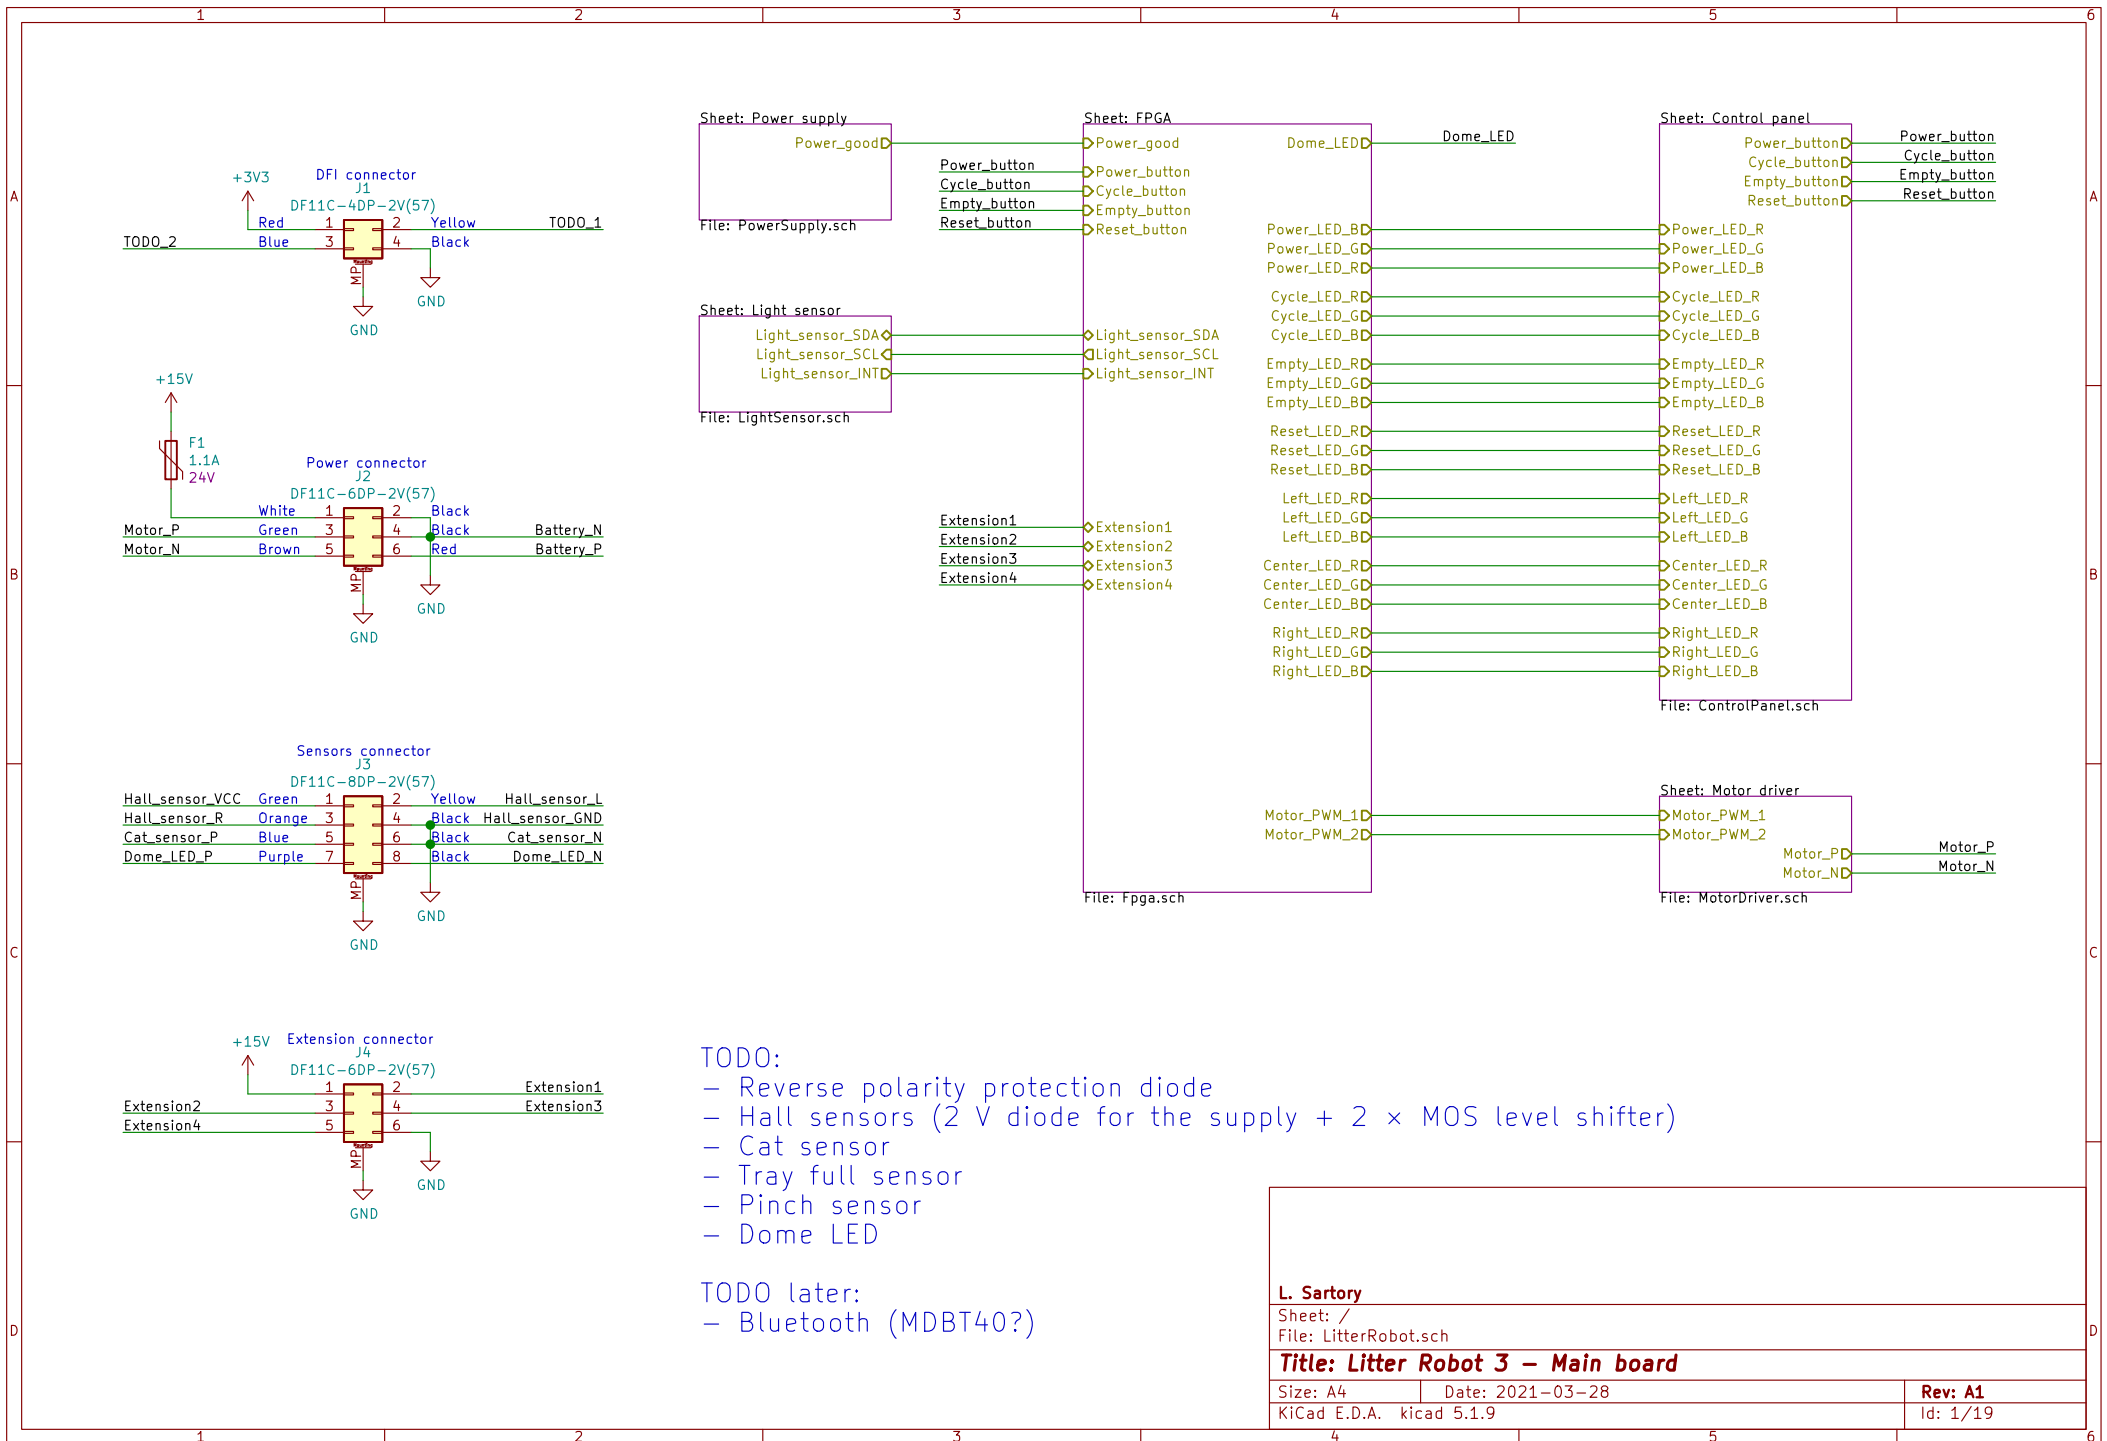 1 2 3 4 5 6
A
B
C
D
DFI connector
J1
DF11C-4DP-2V(57)
+3V3
Red 1 2 Yellow TODO_1
TODO_2 Blue 3 4 Black
MP
GND
GND
+15V
F1
1.1A
24V
Power connector
J2
DF11C-6DP-2V(57)
White 1 2 Black
Motor_P Green 3 4 Black Battery_N
Motor_N Brown 5 6 Red Battery_P
MP
GND
GND
Sensors connector
J3
DF11C-8DP-2V(57)
Hall_sensor_VCC Green 1 2 Yellow Hall_sensor_L
Hall_sensor_R Orange 3 4 Black Hall_sensor_GND
Cat_sensor_P Blue 5 6 Black Cat_sensor_N
Dome_LED_P Purple 7 8 Black Dome_LED_N
MP
GND
GND
+15V
Extension connector
J4
DF11C-6DP-2V(57)
1 2 Extension1
Extension2 3 4 Extension3
Extension4 5 6
MP
GND
GND
Sheet: Power supply
Power_good
File: PowerSupply.sch
Sheet: Light sensor
Light_sensor_SDA
Light_sensor_SCL
Light_sensor_INT
File: LightSensor.sch
Power_button
Cycle_button
Empty_button
Reset_button
Extension1
Extension2
Extension3
Extension4
Sheet: FPGA
Power_good
Power_button
Cycle_button
Empty_button
Reset_button
Light_sensor_SDA
Light_sensor_SCL
Light_sensor_INT
Extension1
Extension2
Extension3
Extension4
Dome_LED
Power_LED_B
Power_LED_G
Power_LED_R
Cycle_LED_R
Cycle_LED_G
Cycle_LED_B
Empty_LED_R
Empty_LED_G
Empty_LED_B
Reset_LED_R
Reset_LED_G
Reset_LED_B
Left_LED_R
Left_LED_G
Left_LED_B
Center_LED_R
Center_LED_G
Center_LED_B
Right_LED_R
Right_LED_G
Right_LED_B
Motor_PWM_1
Motor_PWM_2
File: Fpga.sch
Dome_LED
Sheet: Control panel
Power_button
Cycle_button
Empty_button
Reset_button
Power_LED_R
Power_LED_G
Power_LED_B
Cycle_LED_R
Cycle_LED_G
Cycle_LED_B
Empty_LED_R
Empty_LED_G
Empty_LED_B
Reset_LED_R
Reset_LED_G
Reset_LED_B
Left_LED_R
Left_LED_G
Left_LED_B
Center_LED_R
Center_LED_G
Center_LED_B
Right_LED_R
Right_LED_G
Right_LED_B
File: ControlPanel.sch
Power_button
Cycle_button
Empty_button
Reset_button
Sheet: Motor driver
Motor_PWM_1
Motor_PWM_2
Motor_P
Motor_N
File: MotorDriver.sch
Motor_P
Motor_N
TODO:
- Reverse polarity protection diode
- Hall sensors (2 V diode for the supply + 2 × MOS level shifter)
- Cat sensor
- Tray full sensor
- Pinch sensor
- Dome LED
TODO later:
- Bluetooth (MDBT40?)
L. Sartory
Sheet: /
File: LitterRobot.sch
Title: Litter Robot 3 - Main board
Size: A4 Date: 2021-03-28 Rev: A1
KiCad E.D.A. kicad 5.1.9 Id: 1/19
A
B
C
D
1 2 3 4 5 6